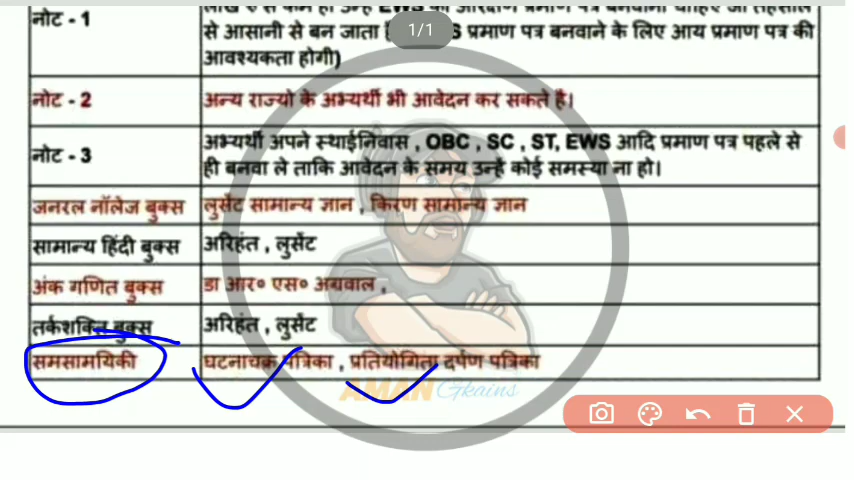 1/1
नोट - 1
से आसानी से बन जाता है S प्रमाण पत्र बनवाने के लिए आय प्रमाण पत्र की
आवश्यकता होगी)
नोट - 2 अन्य राज्यो के अभ्यर्थी भी आवेदन कर सकते है।
नोट - 3 अभ्यर्थी अपने स्थाईनिवास , OBC , SC , ST, EWS आदि प्रमाण पत्र पहले से
ही बनवा ले ताकि आवेदन के समय उन्हें कोई समस्या ना हो।
जनरल नॉलेज बुक्स लुसेंट सामान्य ज्ञान , किरण सामान्य ज्ञान
सामान्य हिंदी बुक्स अरिहंत , लुसेंट
अंक गणित बुक्स डा आर० एस० अग्रवाल ,
तर्कशक्ति बुक्स अरिहंत , लुसेंट
समसामयिकी घटनाचक्र पत्रिका , प्रतियोगिता दर्पण पत्रिका
AMAN Gkains